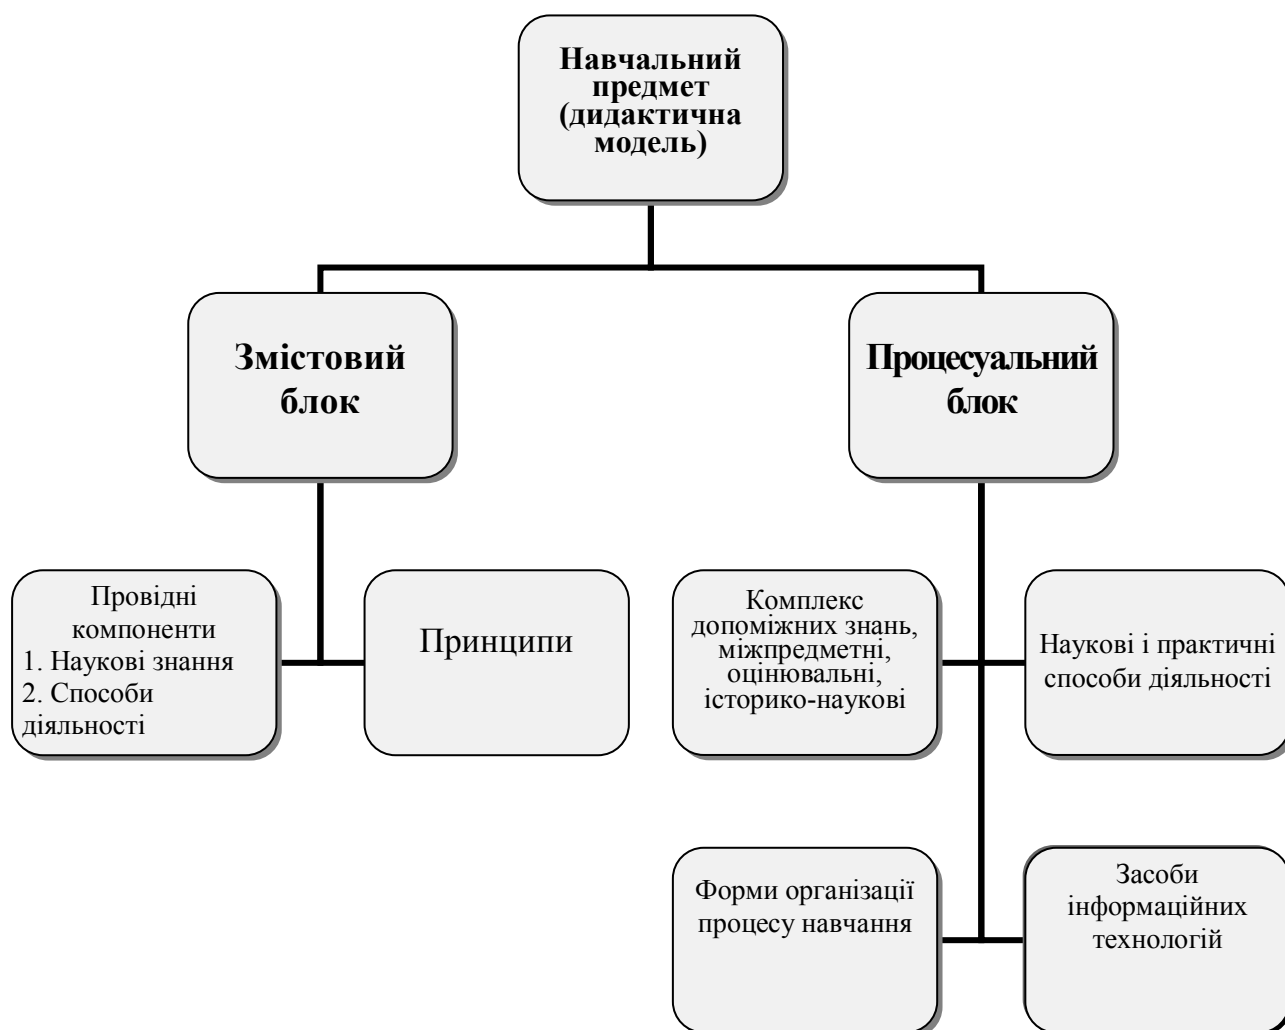 Навчальний
предмет
(дидактична
модель)
Змістовий
блок
Процесуальний
блок
Провідні
компоненти
1. Наукові знання
2. Способи
діяльності
Принципи
Комплекс
допоміжних знань,
міжпредметні,
оцінювальні,
історико-наукові
Наукові і практичні
способи діяльності
Форми організації
процесу навчання
Засоби
інформаційних
технологій